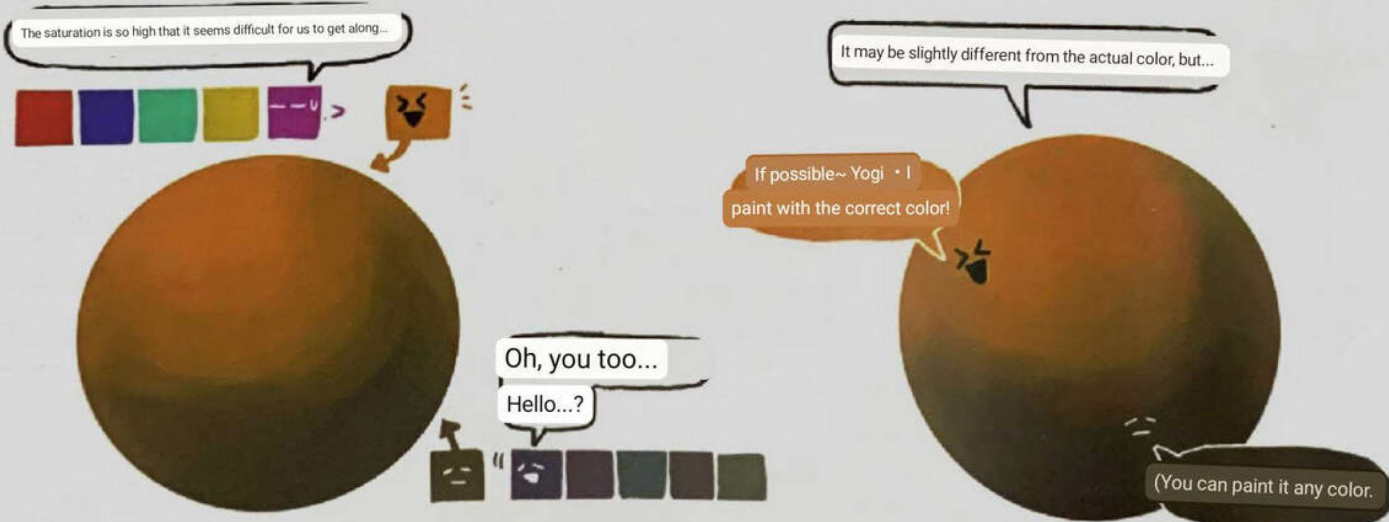 The saturation is so high that it seems difficult for us to get along...
It may be slightly different from the actual color, but...
If possible~ Yogi・I
paint with the correct color!
Oh, you too...
Hello...?
(You can paint it any color.